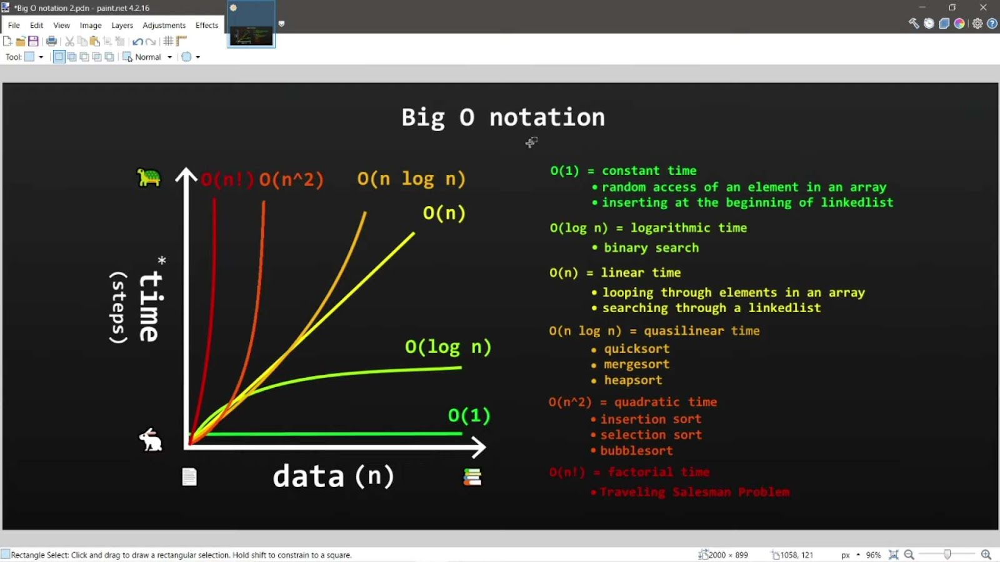 *Big O notation 2.pdn - paint.net 4.2.16
File Edit View Image Layers Adjustments Effects
Tool: Normal
Big O notation
O(n!) O(n^2) O(n log n)
O(n)
O(log n)
O(1)
*time
(steps)
data (n)
O(1) = constant time
• random access of an element in an array
• inserting at the beginning of linkedlist
O(log n) = logarithmic time
• binary search
O(n) = linear time
• looping through elements in an array
• searching through a linkedlist
O(n log n) = quasilinear time
• quicksort
• mergesort
• heapsort
O(n^2) = quadratic time
• insertion sort
• selection sort
• bubblesort
O(n!) = factorial time
• Traveling Salesman Problem
Rectangle Select: Click and drag to draw a rectangular selection. Hold shift to constrain to a square. 2000 × 899 1058, 121 px 96%